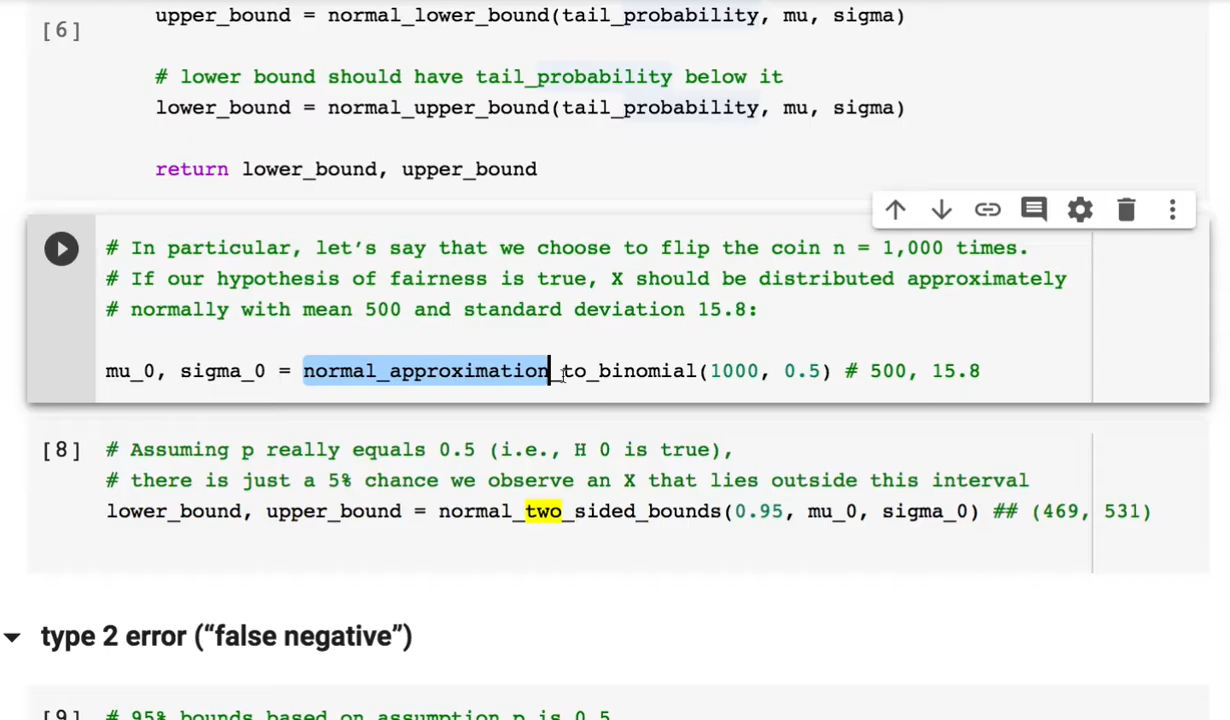 upper_bound = normal_lower_bound(tail_probability, mu, sigma)
[6]
# lower bound should have tail_probability below it
lower_bound = normal_upper_bound(tail_probability, mu, sigma)
return lower_bound, upper_bound
# In particular, let’s say that we choose to flip the coin n = 1,000 times.
# If our hypothesis of fairness is true, X should be distributed approximately
# normally with mean 500 and standard deviation 15.8:
mu_0, sigma_0 = normal_approximation_to_binomial(1000, 0.5) # 500, 15.8
[8] # Assuming p really equals 0.5 (i.e., H 0 is true),
# there is just a 5% chance we observe an X that lies outside this interval
lower_bound, upper_bound = normal_two_sided_bounds(0.95, mu_0, sigma_0) ## (469, 531)
type 2 error (“false negative”)
[9] # 95% bounds based on assumption p is 0.5